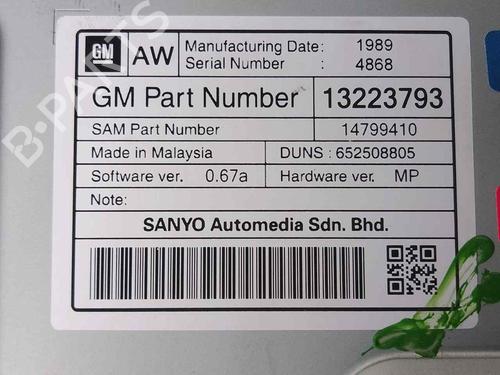 GM
AW
Manufacturing Date: 1989
Serial Number : 4868
GM Part Number 13223793
SAM Part Number 14799410
Made in Malaysia DUNS : 652508805
Software ver. 0.67a Hardware ver. MP
Note:
SANYO Automedia Sdn. Bhd.
B-PARTS